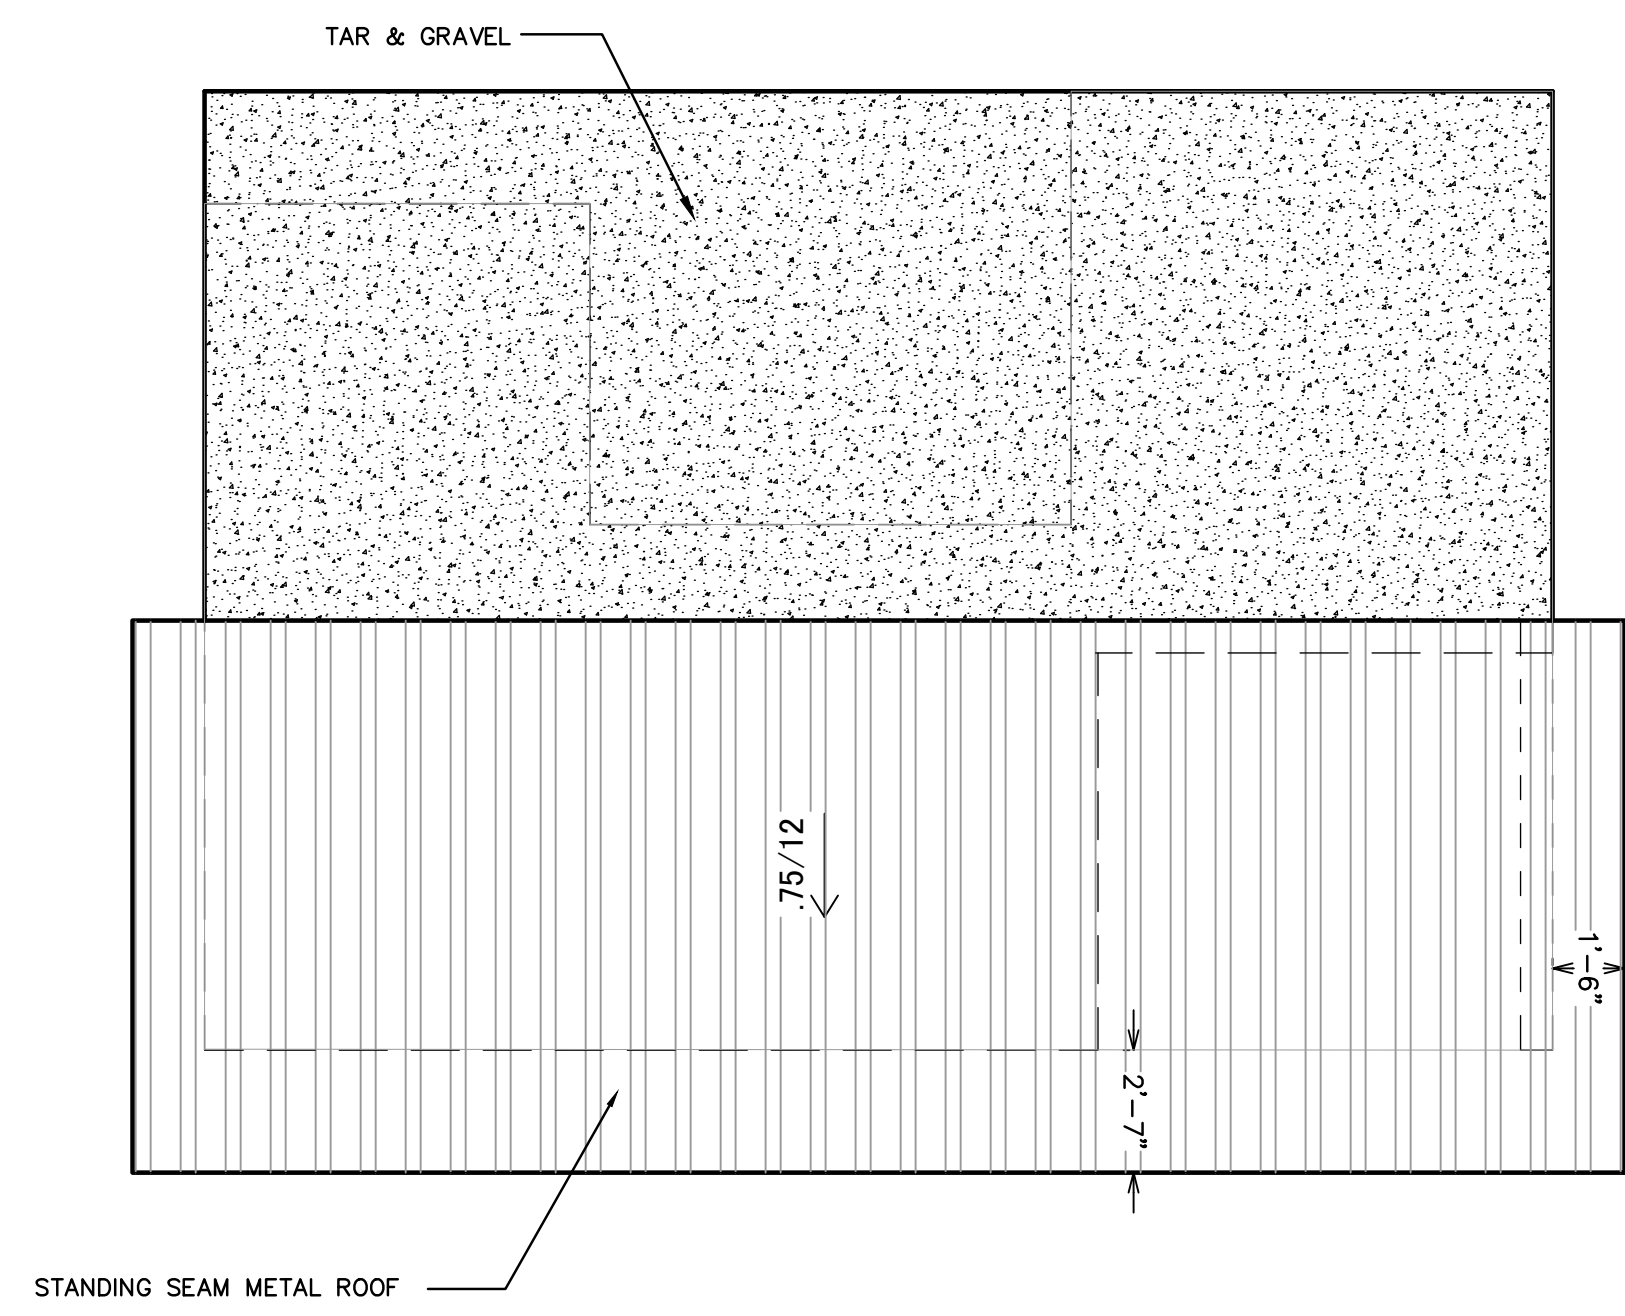 TAR & GRAVEL
.75/12
1'-6"
2'-7"
STANDING SEAM METAL ROOF